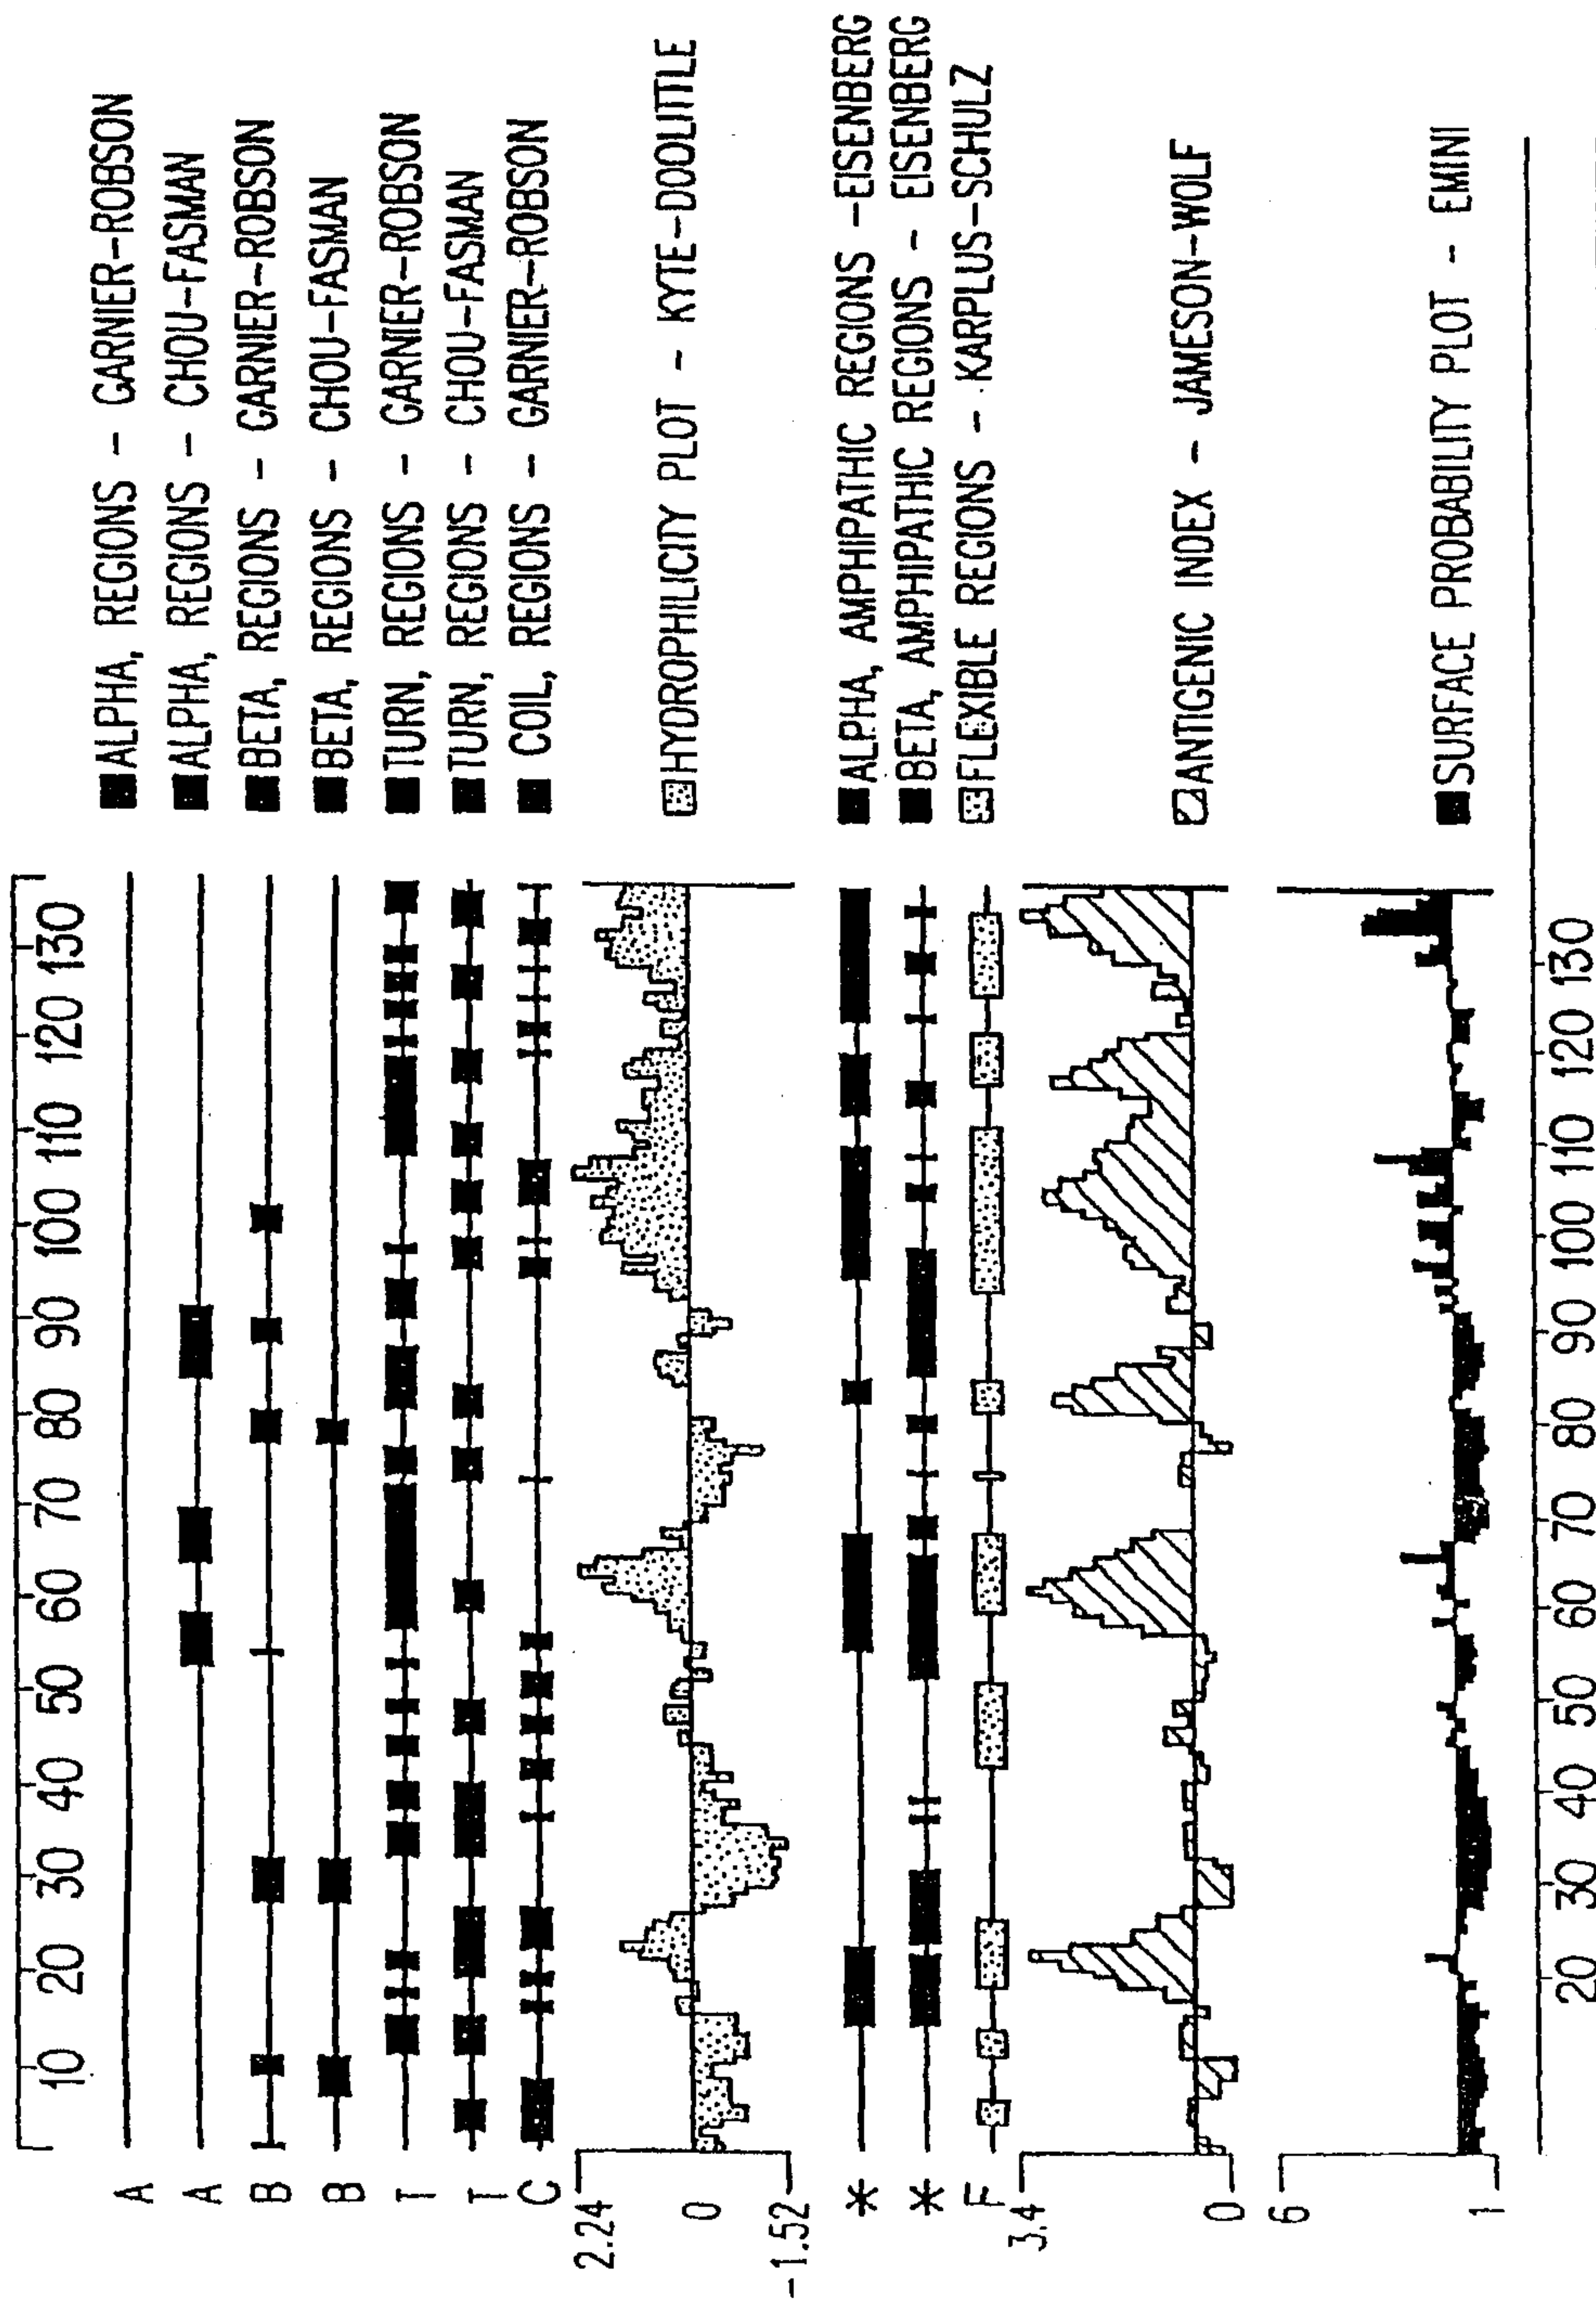 10 20 30 40 50 60 70 80 90 100 110 120 130
A ALPHA, REGIONS - GARNIER-ROBSON
A ALPHA, REGIONS - CHOU-FASMAN
B BETA, REGIONS - GARNIER-ROBSON
B BETA, REGIONS - CHOU-FASMAN
T TURN, REGIONS - GARNIER-ROBSON
T TURN, REGIONS - CHOU-FASMAN
C COIL, REGIONS - GARNIER-ROBSON
2.24
HYDROPHILICITY PLOT - KYTE-DOOLITTLE
0
-1.52
* ALPHA, AMPHIPATHIC REGIONS -EISENBERG
* BETA, AMPHIPATHIC REGIONS - EISENBERG
F FLEXIBLE REGIONS - KARPLUS-SCHULZ
3.4
ANTIGENIC INDEX - JAMESON-WOLF
0
6
SURFACE PROBABILITY PLOT - EMINI
1
20 30 40 50 60 70 80 90 100 110 120 130